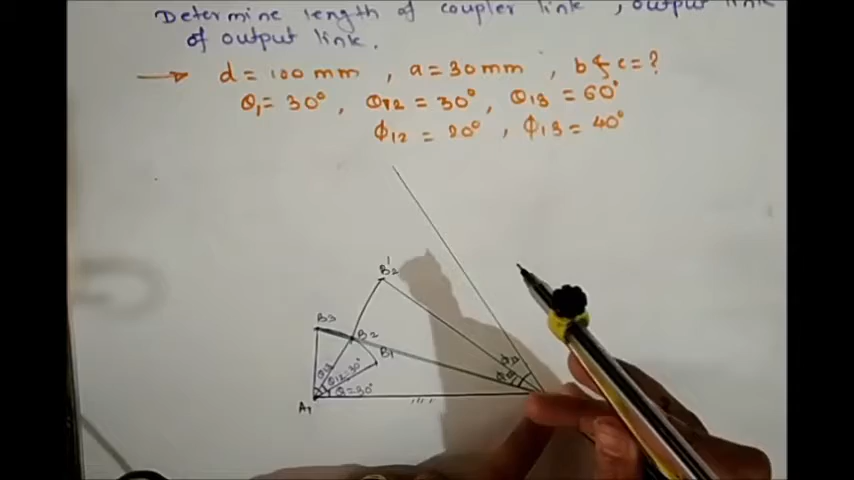 Determine length of coupler link , output link
of output link.
d = 100 mm , a = 30 mm , b & c = ?
θ1 = 30° , θ12 = 30° , θ13 = 60°
ϕ12 = 20° , ϕ13 = 40°
B2'
B3
B2
B1
θ12=30°
θ=30°
A1